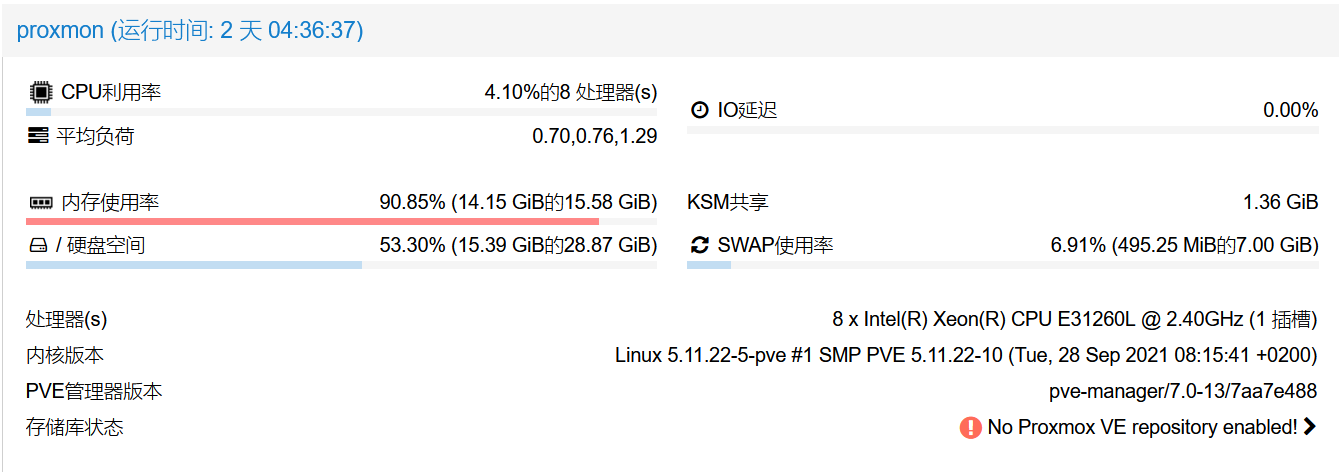 proxmon (运行时间: 2 天 04:36:37)
CPU利用率 4.10%的8 处理器(s)
IO延迟 0.00%
平均负荷 0.70,0.76,1.29
内存使用率 90.85% (14.15 GiB的15.58 GiB)
KSM共享 1.36 GiB
/ 硬盘空间 53.30% (15.39 GiB的28.87 GiB)
SWAP使用率 6.91% (495.25 MiB的7.00 GiB)
处理器(s) 8 x Intel(R) Xeon(R) CPU E31260L @ 2.40GHz (1 插槽)
内核版本 Linux 5.11.22-5-pve #1 SMP PVE 5.11.22-10 (Tue, 28 Sep 2021 08:15:41 +0200)
PVE管理器版本 pve-manager/7.0-13/7aa7e488
存储库状态 No Proxmox VE repository enabled!